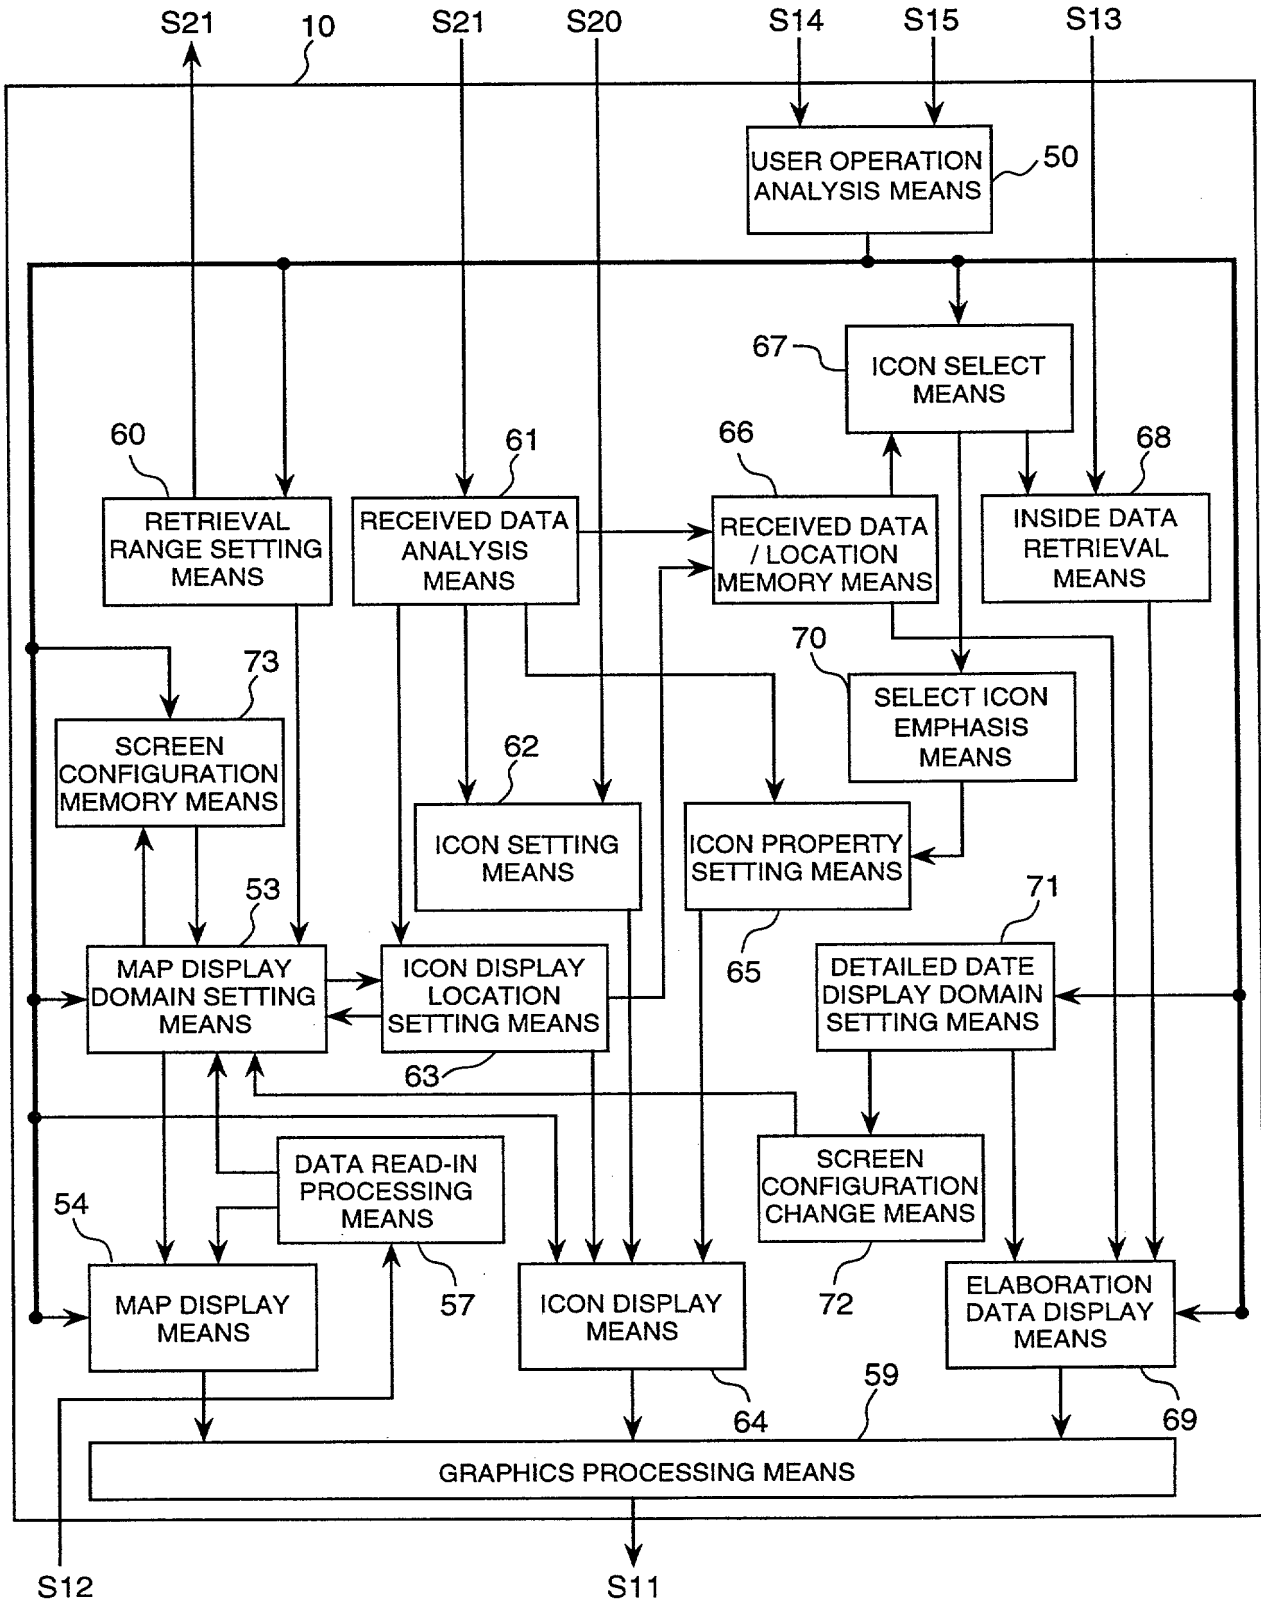 S21
10
S21
S20
S14
S15
S13
USER OPERATION
ANALYSIS MEANS
50
67
ICON SELECT
MEANS
60
61
66
68
RETRIEVAL
RANGE SETTING
MEANS
RECEIVED DATA
ANALYSIS
MEANS
RECEIVED DATA
/ LOCATION
MEMORY MEANS
INSIDE DATA
RETRIEVAL
MEANS
73
70
SCREEN
CONFIGURATION
MEMORY MEANS
SELECT ICON
EMPHASIS
MEANS
62
ICON SETTING
MEANS
ICON PROPERTY
SETTING MEANS
53
65
71
MAP DISPLAY
DOMAIN SETTING
MEANS
ICON DISPLAY
LOCATION
SETTING MEANS
63
DETAILED DATE
DISPLAY DOMAIN
SETTING MEANS
DATA READ-IN
PROCESSING
MEANS
57
SCREEN
CONFIGURATION
CHANGE MEANS
72
54
MAP DISPLAY
MEANS
ICON DISPLAY
MEANS
64
ELABORATION
DATA DISPLAY
MEANS
69
59
GRAPHICS PROCESSING MEANS
S12
S11